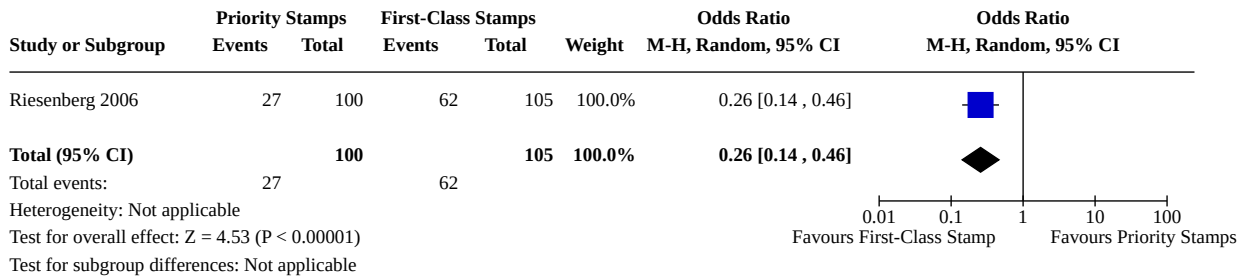 Priority Stamps First-Class Stamps Odds Ratio Odds Ratio
Study or Subgroup Events Total Events Total Weight M-H, Random, 95% CI M-H, Random, 95% CI
Riesenberg 2006 27 100 62 105 100.0% 0.26 [0.14 , 0.46]
Total (95% CI) 100 105 100.0% 0.26 [0.14 , 0.46]
Total events: 27 62
Heterogeneity: Not applicable
0.01 0.1 1 10 100
Test for overall effect: Z = 4.53 (P < 0.00001) Favours First-Class Stamp Favours Priority Stamps
Test for subgroup differences: Not applicable